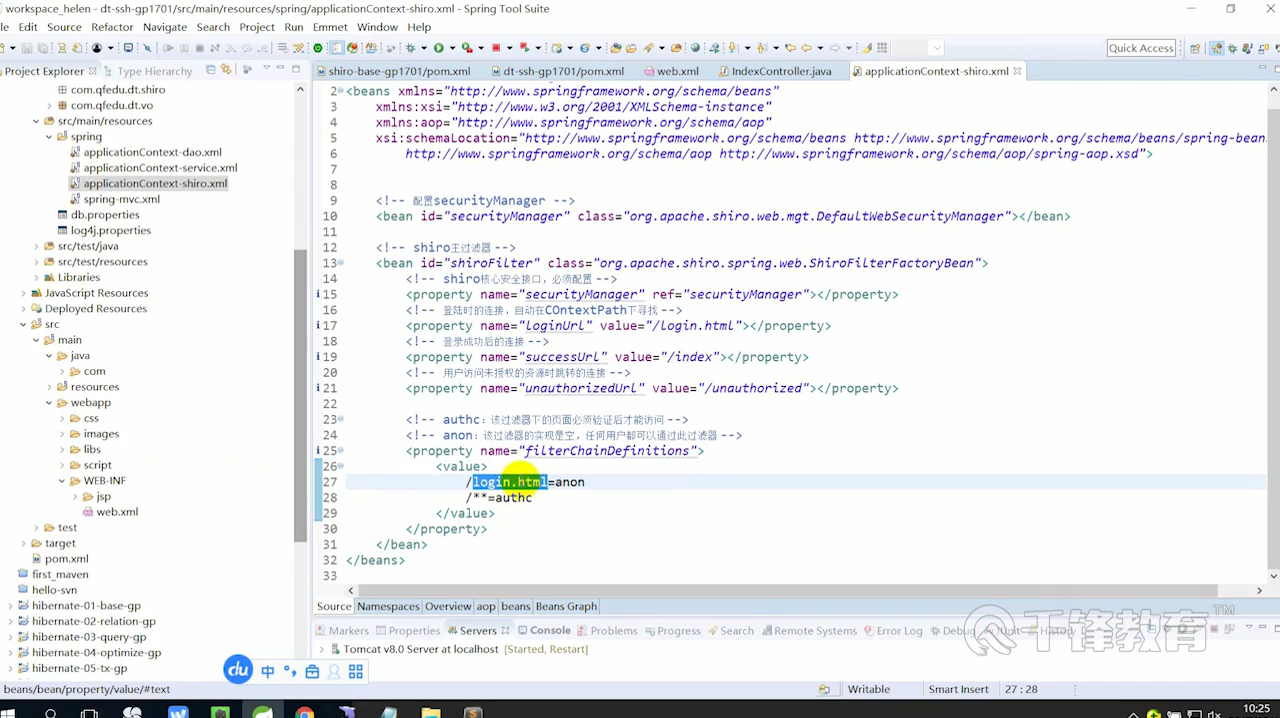 workspace_helen - dt-ssh-gp1701/src/main/resources/spring/applicationContext-shiro.xml - Spring Tool Suite
Edit Source Refactor Navigate Search Project Run Emmet Window Help
Quick Access
Project Explorer Type Hierarchy
shiro-base-gp1701/pom.xml dt-ssh-gp1701/pom.xml web.xml IndexController.java applicationContext-shiro.xml
com.qfedu.dt.shiro
com.qfedu.dt.vo
src/main/resources
spring
applicationContext-dao.xml
applicationContext-service.xml
applicationContext-shiro.xml
spring-mvc.xml
db.properties
log4j.properties
src/test/java
src/test/resources
Libraries
JavaScript Resources
Deployed Resources
src
main
java
com
resources
webapp
css
images
libs
script
WEB-INF
jsp
web.xml
test
target
pom.xml
first_maven
hello-svn
hibernate-01-base-gp
hibernate-02-relation-gp
hibernate-03-query-gp
hibernate-04-optimize-gp
hibernate-05-tx-gp
2 <beans xmlns="http://www.springframework.org/schema/beans"
3 xmlns:xsi="http://www.w3.org/2001/XMLSchema-instance"
4 xmlns:aop="http://www.springframework.org/schema/aop"
5 xsi:schemaLocation="http://www.springframework.org/schema/beans http://www.springframework.org/schema/beans/spring-bean
6 http://www.springframework.org/schema/aop http://www.springframework.org/schema/aop/spring-aop.xsd">
7
8
9 <!-- 配置securityManager -->
10 <bean id="securityManager" class="org.apache.shiro.web.mgt.DefaultWebSecurityManager"></bean>
11
12 <!-- shiro主过滤器 -->
13 <bean id="shiroFilter" class="org.apache.shiro.spring.web.ShiroFilterFactoryBean">
14 <!-- shiro核心安全接口，必须配置 -->
15 <property name="securityManager" ref="securityManager"></property>
16 <!-- 登陆时的连接，自动在COntextPath下寻找 -->
17 <property name="loginUrl" value="/login.html"></property>
18 <!-- 登录成功后的连接 -->
19 <property name="successUrl" value="/index"></property>
20 <!-- 用户访问未授权的资源时跳转的连接 -->
21 <property name="unauthorizedUrl" value="/unauthorized"></property>
22
23 <!-- authc：该过滤器下的页面必须验证后才能访问 -->
24 <!-- anon：该过滤器的实现是空，任何用户都可以通过此过滤器 -->
25 <property name="filterChainDefinitions">
26 <value>
27 /login.html=anon
28 /**=authc
29 </value>
30 </property>
31 </bean>
32 </beans>
33
Source Namespaces Overview aop beans Beans Graph
Markers Properties Servers Console Problems Progress Search Remote Systems Error Log Debug JUnit History
Tomcat v8.0 Server at localhost [Started, Restart]
千锋教育 TM
du 中
beans/bean/property/value/#text Writable Smart Insert 27 : 28
10:25